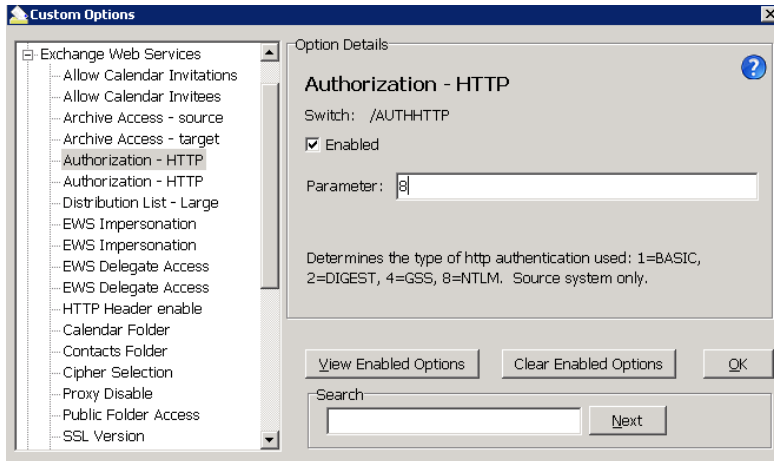 Custom Options
Exchange Web Services
Allow Calendar Invitations
Allow Calendar Invitees
Archive Access - source
Archive Access - target
Authorization - HTTP
Authorization - HTTP
Distribution List - Large
EWS Impersonation
EWS Impersonation
EWS Delegate Access
EWS Delegate Access
HTTP Header enable
Calendar Folder
Contacts Folder
Cipher Selection
Proxy Disable
Public Folder Access
SSL Version
Option Details
Authorization - HTTP
Switch: /AUTHHTTP
Enabled
Parameter: 8
Determines the type of http authentication used: 1=BASIC,
2=DIGEST, 4=GSS, 8=NTLM. Source system only.
View Enabled Options
Clear Enabled Options
OK
Search
Next